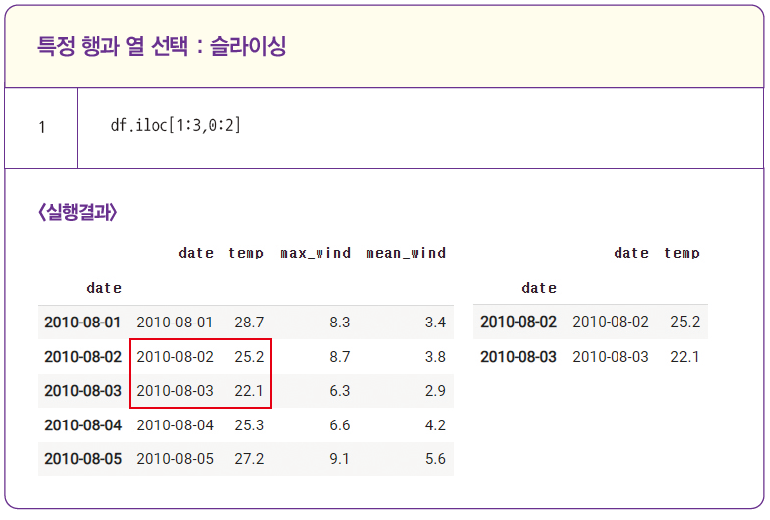 특정 행과 열 선택 : 슬라이싱
1 df.iloc[1:3,0:2]
<실행결과>
date temp max_wind mean_wind
date
2010-08-01 2010 08 01 28.7 8.3 3.4
2010-08-02 2010-08-02 25.2 8.7 3.8
2010-08-03 2010-08-03 22.1 6.3 2.9
2010-08-04 2010-08-04 25.3 6.6 4.2
2010-08-05 2010-08-05 27.2 9.1 5.6
date temp
date
2010-08-02 2010-08-02 25.2
2010-08-03 2010-08-03 22.1